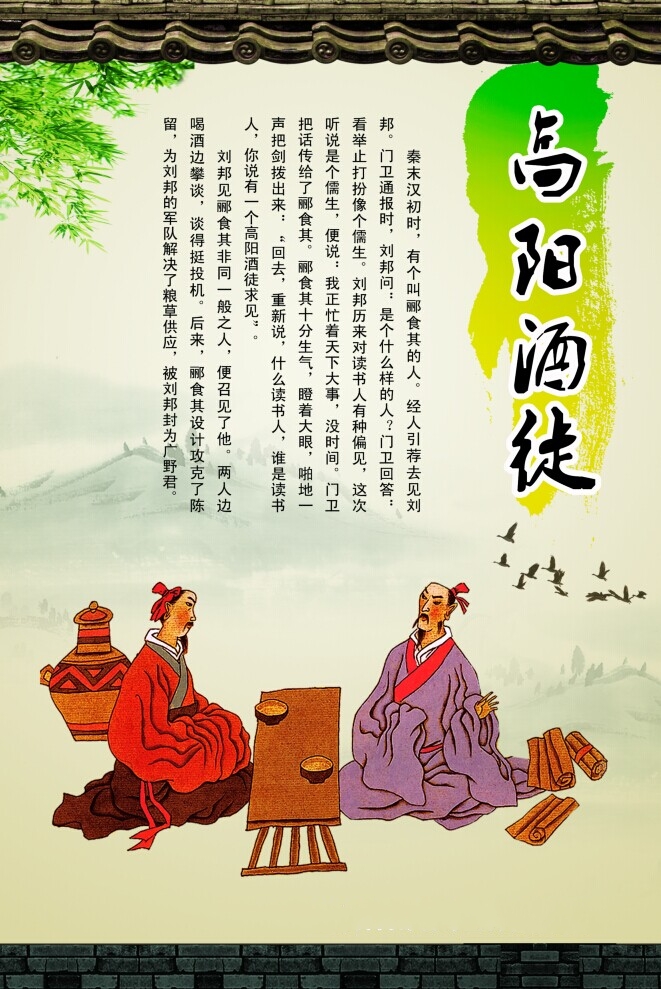 高阳酒徒
秦末汉初时，有个叫郦食其的人。经人引荐去见刘
邦。门卫通报时，刘邦问：是个什么样的人？门卫回答：
看举止打扮像个儒生。刘邦历来对读书人有种偏见，这次
听说是个儒生，便说：我正忙着天下大事，没时间。门卫
把话传给了郦食其。郦食其十分生气，瞪着大眼，啪地一
声把剑拨出来：“回去，重新说，什么读书人，谁是读书
人，你说有一个高阳酒徒求见”。
刘邦见郦食其非同一般之人，便召见了他。两人边
喝酒边攀谈，谈得挺投机。后来，郦食其设计攻克了陈
留，为刘邦的军队解决了粮草供应，被刘邦封为广野君。